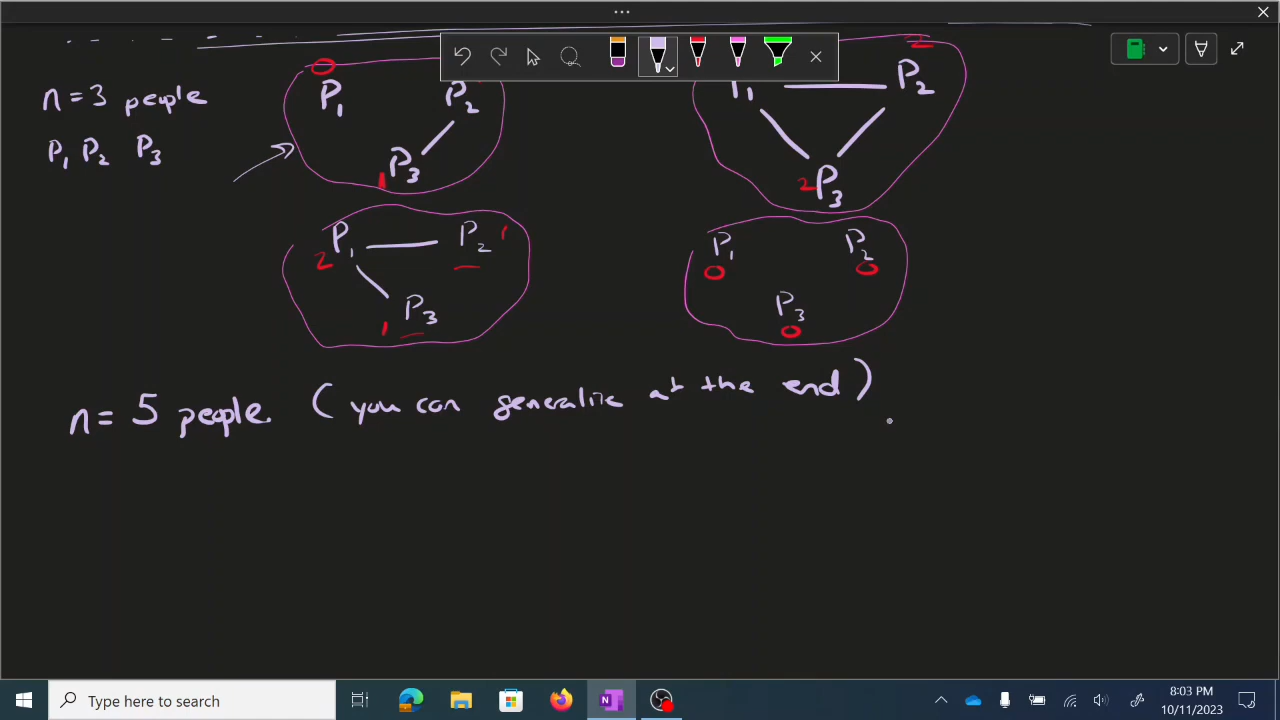 n=3 people
P1 P2 P3
0
P1 P2
1 P3
2
P1 P2
2 P3
P1 P2 1
2
1 P3
P1 P2
0 0
P3
0
n= 5 people. (you can generalize at the end)
Type here to search
8:03 PM
10/11/2023